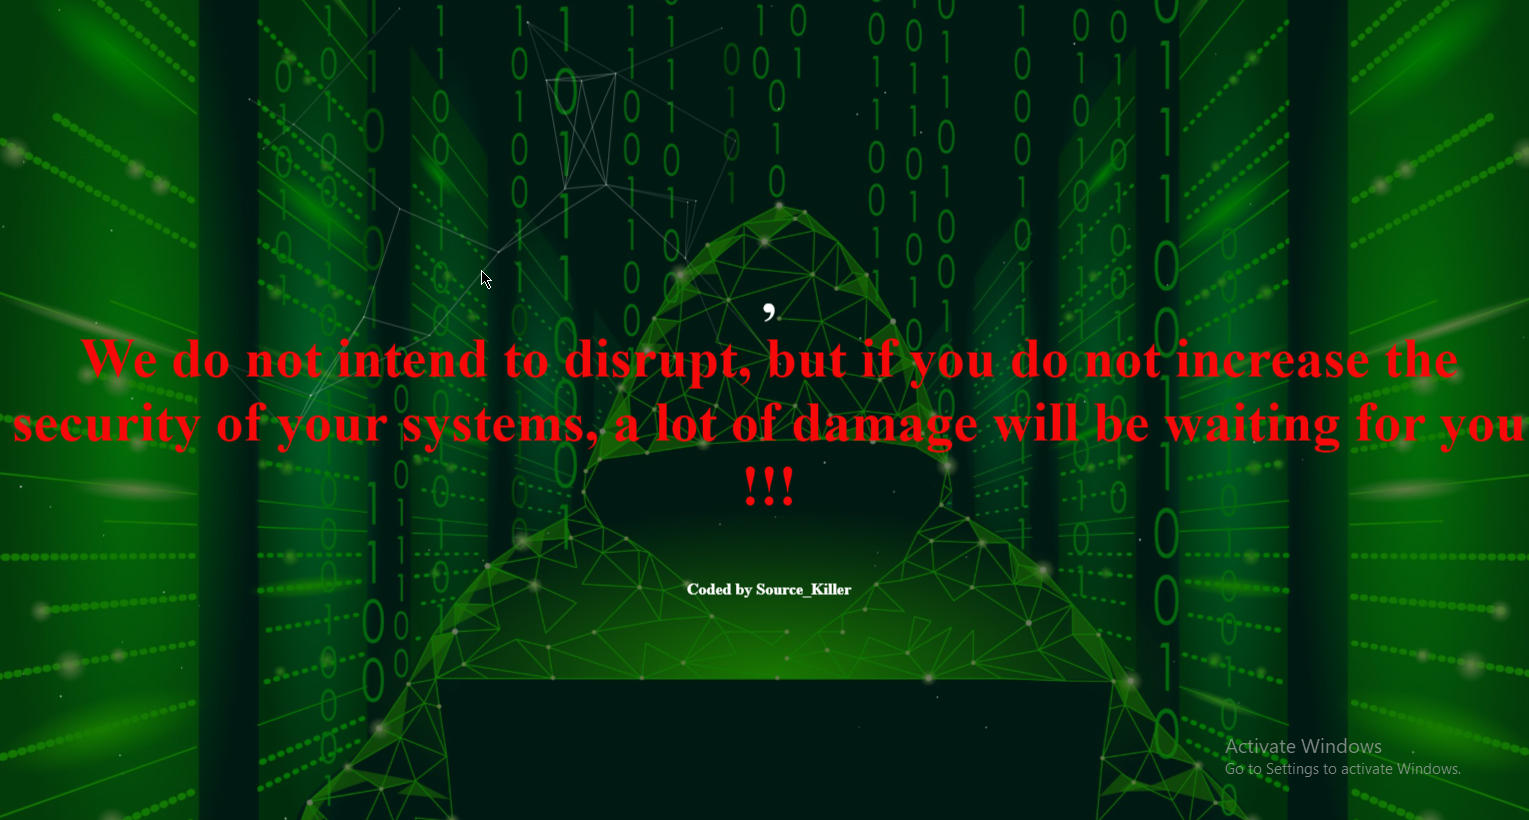 ,
We do not intend to disrupt, but if you do not increase the
security of your systems, a lot of damage will be waiting for you
!!!
Coded by Source_Killer
Activate Windows
Go to Settings to activate Windows.